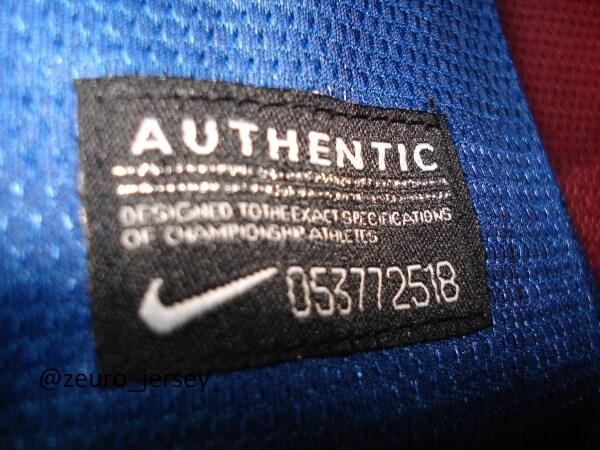 AUTHENTIC
DESIGNED TO THE EXACT SPECIFICATIONS
OF CHAMPIONSHIP ATHLETES
053772518
@zeuro_jersey